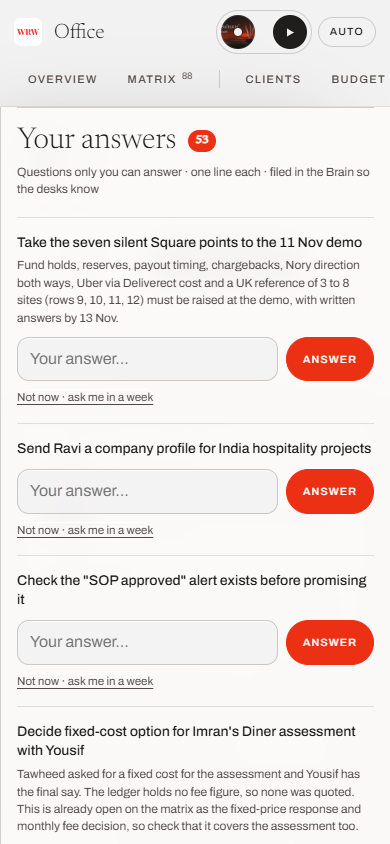 WRW
Office
AUTO
OVERVIEW
MATRIX 88
CLIENTS
BUDGET
Your answers 53
Questions only you can answer · one line each · filed in the Brain so
the desks know
Take the seven silent Square points to the 11 Nov demo
Fund holds, reserves, payout timing, chargebacks, Nory direction
both ways, Uber via Deliverect cost and a UK reference of 3 to 8
sites (rows 9, 10, 11, 12) must be raised at the demo, with written
answers by 13 Nov.
Your answer...
ANSWER
Not now · ask me in a week
Send Ravi a company profile for India hospitality projects
Your answer...
ANSWER
Not now · ask me in a week
Check the "SOP approved" alert exists before promising
it
Your answer...
ANSWER
Not now · ask me in a week
Decide fixed-cost option for Imran's Diner assessment
with Yousif
Tawheed asked for a fixed cost for the assessment and Yousif has
the final say. The ledger holds no fee figure, so none was quoted.
This is already open on the matrix as the fixed-price response and
monthly fee decision, so check that it covers the assessment too.